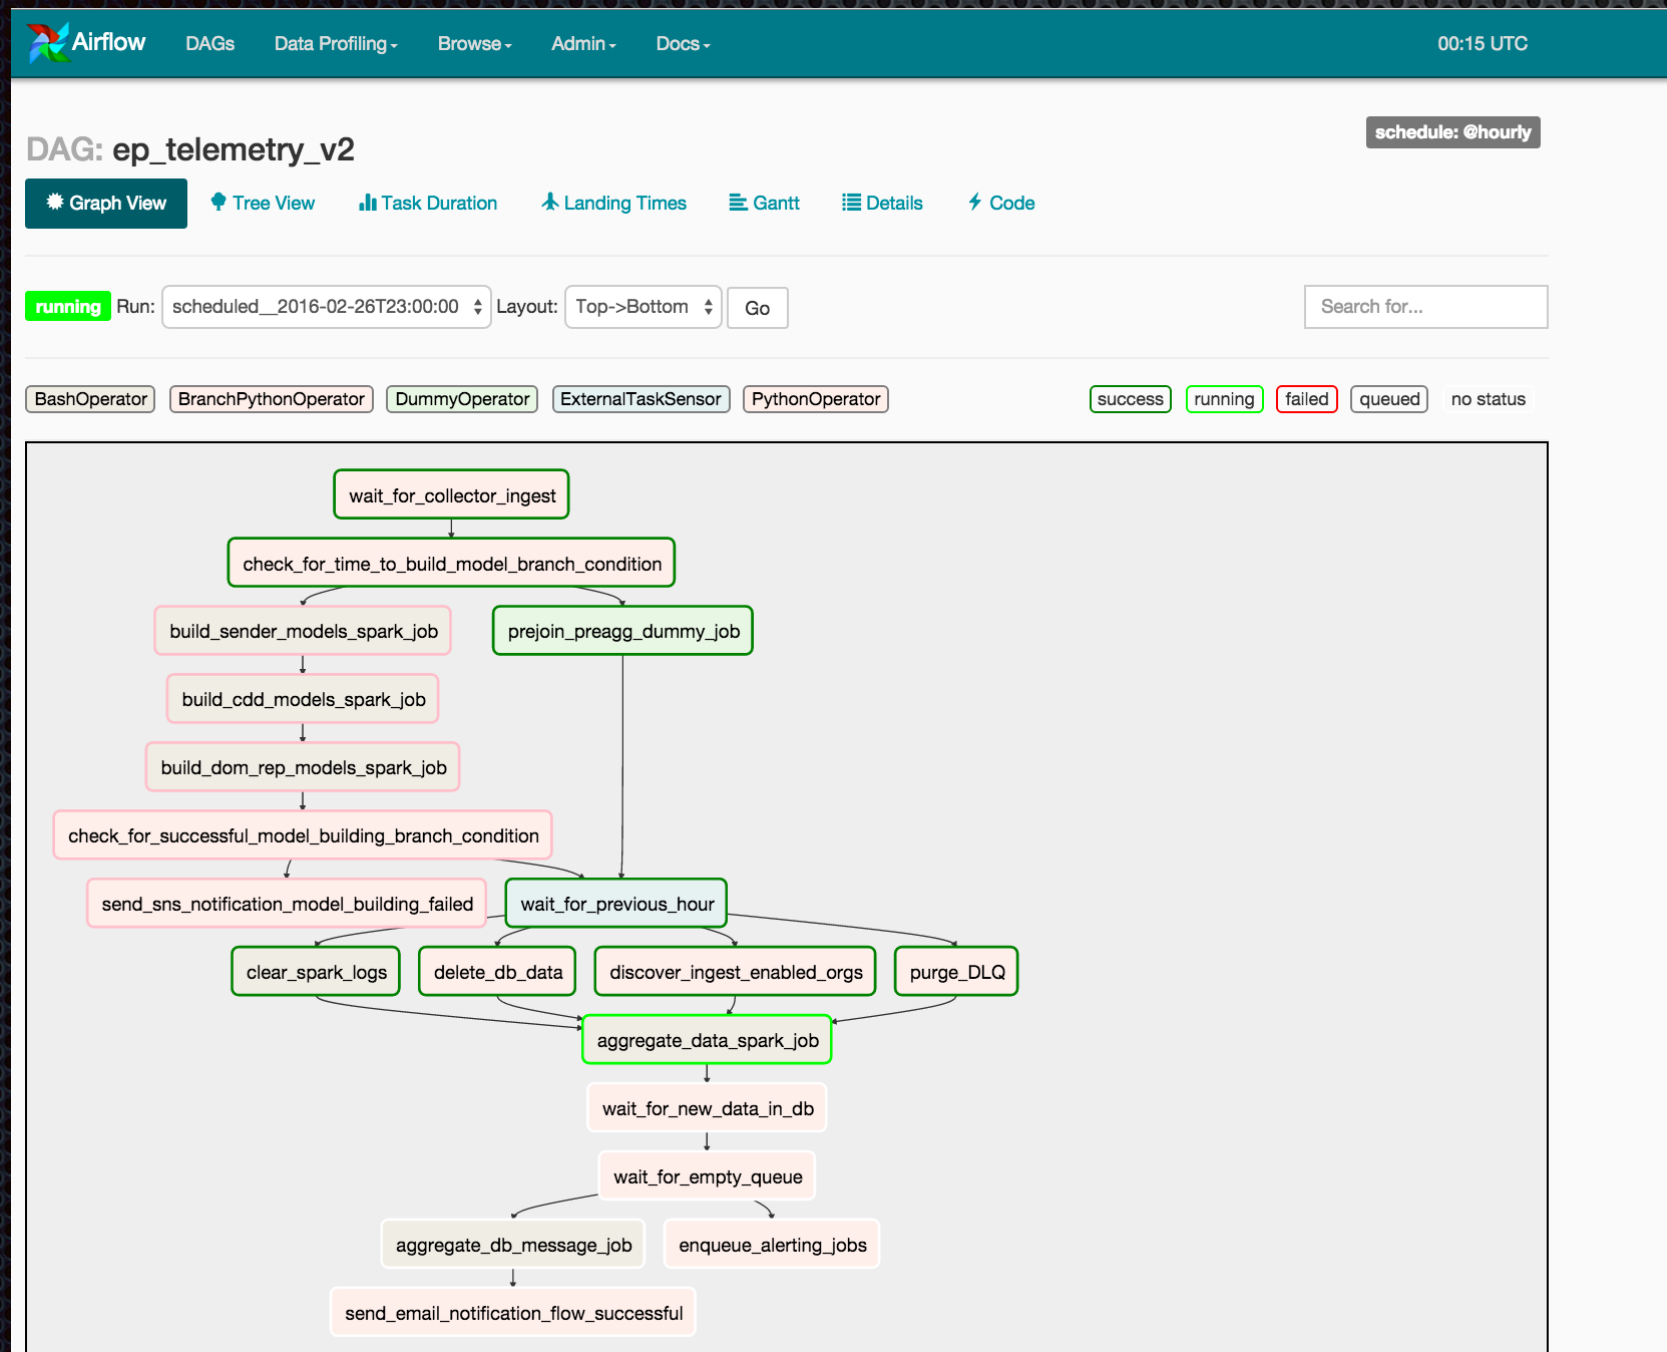 Airflow DAGs Data Profiling Browse Admin Docs 00:15 UTC
schedule: @hourly
DAG: ep_telemetry_v2
Graph View Tree View Task Duration Landing Times Gantt Details Code
running Run: scheduled__2016-02-26T23:00:00 Layout: Top->Bottom Go Search for...
BashOperator BranchPythonOperator DummyOperator ExternalTaskSensor PythonOperator success running failed queued no status
wait_for_collector_ingest
check_for_time_to_build_model_branch_condition
build_sender_models_spark_job prejoin_preagg_dummy_job
build_cdd_models_spark_job
build_dom_rep_models_spark_job
check_for_successful_model_building_branch_condition
send_sns_notification_model_building_failed wait_for_previous_hour
clear_spark_logs delete_db_data discover_ingest_enabled_orgs purge_DLQ
aggregate_data_spark_job
wait_for_new_data_in_db
wait_for_empty_queue
aggregate_db_message_job enqueue_alerting_jobs
send_email_notification_flow_successful